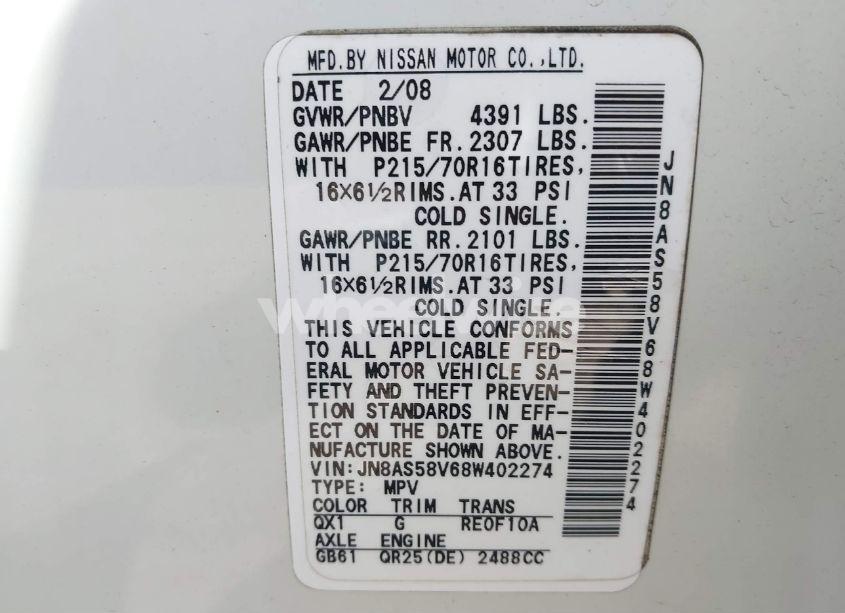 MFD.BY NISSAN MOTOR CO.,LTD.
DATE 2/08
GVWR/PNBV 4391 LBS.
GAWR/PNBE FR.2307 LBS.
WITH P215/70R16TIRES,
16X6½RIMS.AT 33 PSI
COLD SINGLE.
GAWR/PNBE RR.2101 LBS.
WITH P215/70R16TIRES,
16X6½RIMS.AT 33 PSI
COLD SINGLE.
THIS VEHICLE CONFORMS
TO ALL APPLICABLE FED-
ERAL MOTOR VEHICLE SA-
FETY AND THEFT PREVEN-
TION STANDARDS IN EFF-
ECT ON THE DATE OF MA-
NUFACTURE SHOWN ABOVE.
VIN:JN8AS58V68W402274
TYPE: MPV
COLOR TRIM TRANS
QX1 G RE0F10A
AXLE ENGINE
GB61 QR25(DE) 2488CC
JN8AS58V68W402274